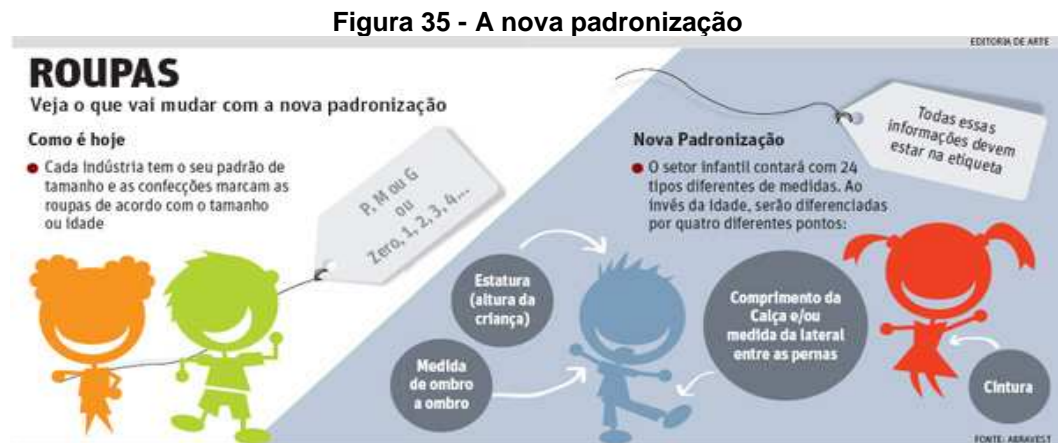 Figura 35 - A nova padronização
EDITORIA DE ARTE
ROUPAS
Veja o que vai mudar com a nova padronização
Como é hoje
Cada indústria tem o seu padrão de
tamanho e as confecções marcam as
roupas de acordo com o tamanho
ou idade
P, M ou G
ou
Zero, 1, 2, 3, 4...
Todas essas
informações devem
estar na etiqueta
Nova Padronização
O setor infantil contará com 24
tipos diferentes de medidas. Ao
invés da idade, serão diferenciadas
por quatro diferentes pontos:
Estatura
(altura da
criança)
Medida
de ombro
a ombro
Comprimento da
Calça e/ou
medida da lateral
entre as pernas
Cintura
FONTE: ABRAVEST